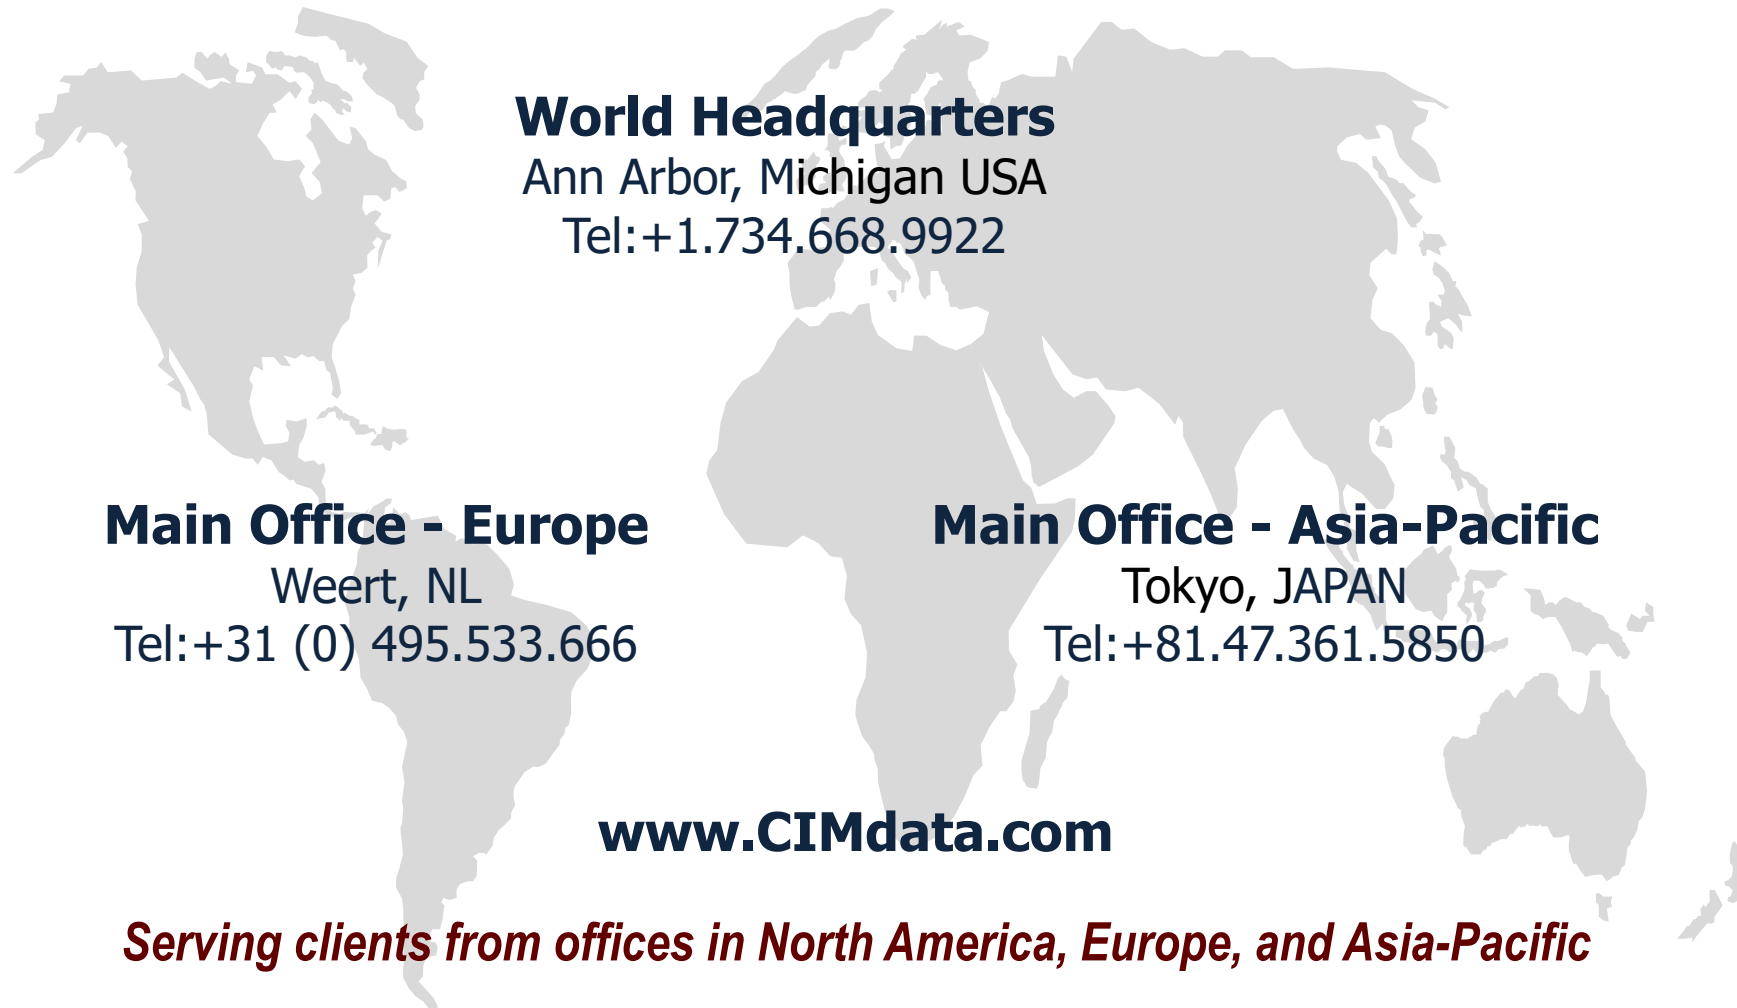 World Headquarters
Ann Arbor, Michigan USA
Tel:+1.734.668.9922
Main Office - Europe
Weert, NL
Tel:+31 (0) 495.533.666
Main Office - Asia-Pacific
Tokyo, JAPAN
Tel:+81.47.361.5850
www.CIMdata.com
Serving clients from offices in North America, Europe, and Asia-Pacific